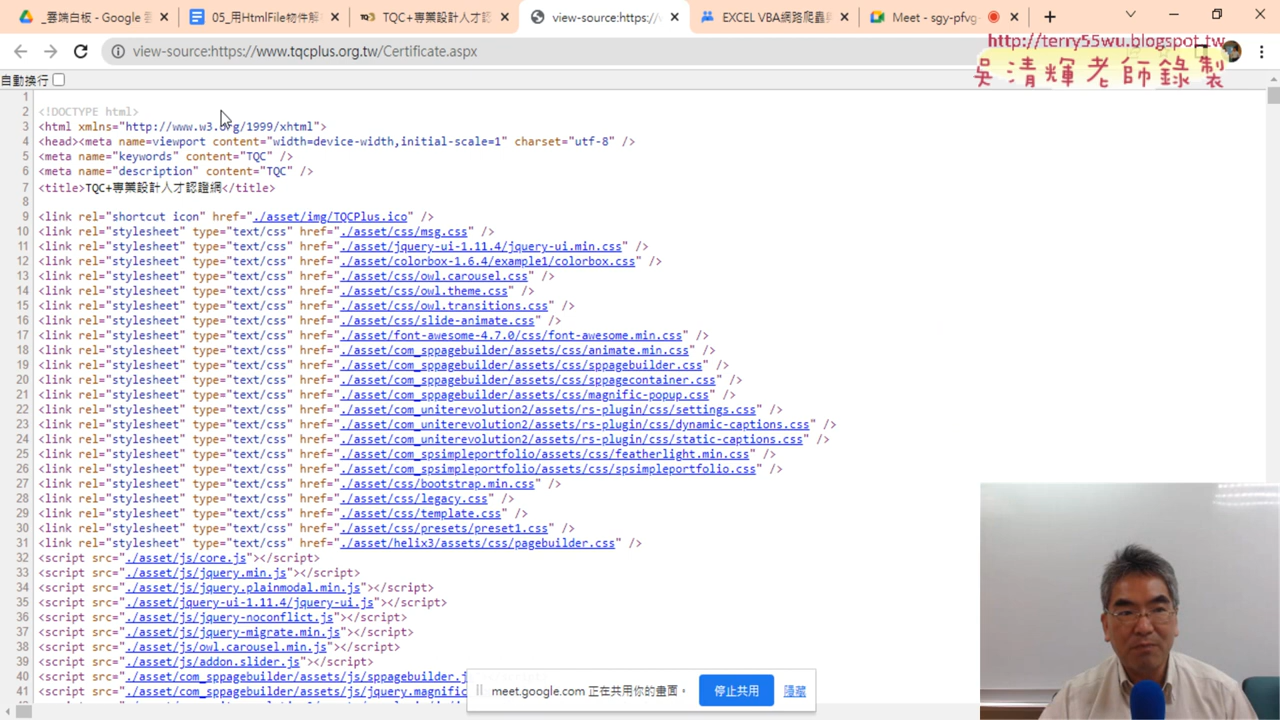 _雲端白板 - Google 雲
05_用HtmlFile物件解
TQC+專業設計人才認
view-source:https://w
EXCEL VBA網路爬蟲與
Meet - sgy-pfvg
view-source:https://www.tqcplus.org.tw/Certificate.aspx
http://terry55wu.blogspot.tw
吳清輝老師錄製
自動換行
1
2 <!DOCTYPE html>
3 <html xmlns="http://www.w3.org/1999/xhtml">
4 <head><meta name=viewport content="width=device-width,initial-scale=1" charset="utf-8" />
5 <meta name="keywords" content="TQC" />
6 <meta name="description" content="TQC" />
7 <title>TQC+專業設計人才認證網</title>
8
9 <link rel="shortcut icon" href="./asset/img/TQCPlus.ico" />
10 <link rel="stylesheet" type="text/css" href="./asset/css/msg.css" />
11 <link rel="stylesheet" type="text/css" href="./asset/jquery-ui-1.11.4/jquery-ui.min.css" />
12 <link rel="stylesheet" type="text/css" href="./asset/colorbox-1.6.4/example1/colorbox.css" />
13 <link rel="stylesheet" type="text/css" href="./asset/css/owl.carousel.css" />
14 <link rel="stylesheet" type="text/css" href="./asset/css/owl.theme.css" />
15 <link rel="stylesheet" type="text/css" href="./asset/css/owl.transitions.css" />
16 <link rel="stylesheet" type="text/css" href="./asset/css/slide-animate.css" />
17 <link rel="stylesheet" type="text/css" href="./asset/font-awesome-4.7.0/css/font-awesome.min.css" />
18 <link rel="stylesheet" type="text/css" href="./asset/com_sppagebuilder/assets/css/animate.min.css" />
19 <link rel="stylesheet" type="text/css" href="./asset/com_sppagebuilder/assets/css/sppagebuilder.css" />
20 <link rel="stylesheet" type="text/css" href="./asset/com_sppagebuilder/assets/css/sppagecontainer.css" />
21 <link rel="stylesheet" type="text/css" href="./asset/com_sppagebuilder/assets/css/magnific-popup.css" />
22 <link rel="stylesheet" type="text/css" href="./asset/com_uniterevolution2/assets/rs-plugin/css/settings.css" />
23 <link rel="stylesheet" type="text/css" href="./asset/com_uniterevolution2/assets/rs-plugin/css/dynamic-captions.css" />
24 <link rel="stylesheet" type="text/css" href="./asset/com_uniterevolution2/assets/rs-plugin/css/static-captions.css" />
25 <link rel="stylesheet" type="text/css" href="./asset/com_spsimpleportfolio/assets/css/featherlight.min.css" />
26 <link rel="stylesheet" type="text/css" href="./asset/com_spsimpleportfolio/assets/css/spsimpleportfolio.css" />
27 <link rel="stylesheet" type="text/css" href="./asset/css/bootstrap.min.css" />
28 <link rel="stylesheet" type="text/css" href="./asset/css/legacy.css" />
29 <link rel="stylesheet" type="text/css" href="./asset/css/template.css" />
30 <link rel="stylesheet" type="text/css" href="./asset/css/presets/preset1.css" />
31 <link rel="stylesheet" type="text/css" href="./asset/helix3/assets/css/pagebuilder.css" />
32 <script src="./asset/js/core.js"></script>
33 <script src="./asset/js/jquery.min.js"></script>
34 <script src="./asset/js/jquery.plainmodal.min.js"></script>
35 <script src="./asset/jquery-ui-1.11.4/jquery-ui.js"></script>
36 <script src="./asset/js/jquery-noconflict.js"></script>
37 <script src="./asset/js/jquery-migrate.min.js"></script>
38 <script src="./asset/js/owl.carousel.min.js"></script>
39 <script src="./asset/js/addon.slider.js"></script>
40 <script src="./asset/com_sppagebuilder/assets/js/sppagebuilder.j
41 <script src="./asset/com_sppagebuilder/assets/js/jquery.magnific
meet.google.com 正在共用你的畫面。 停止共用 隱藏